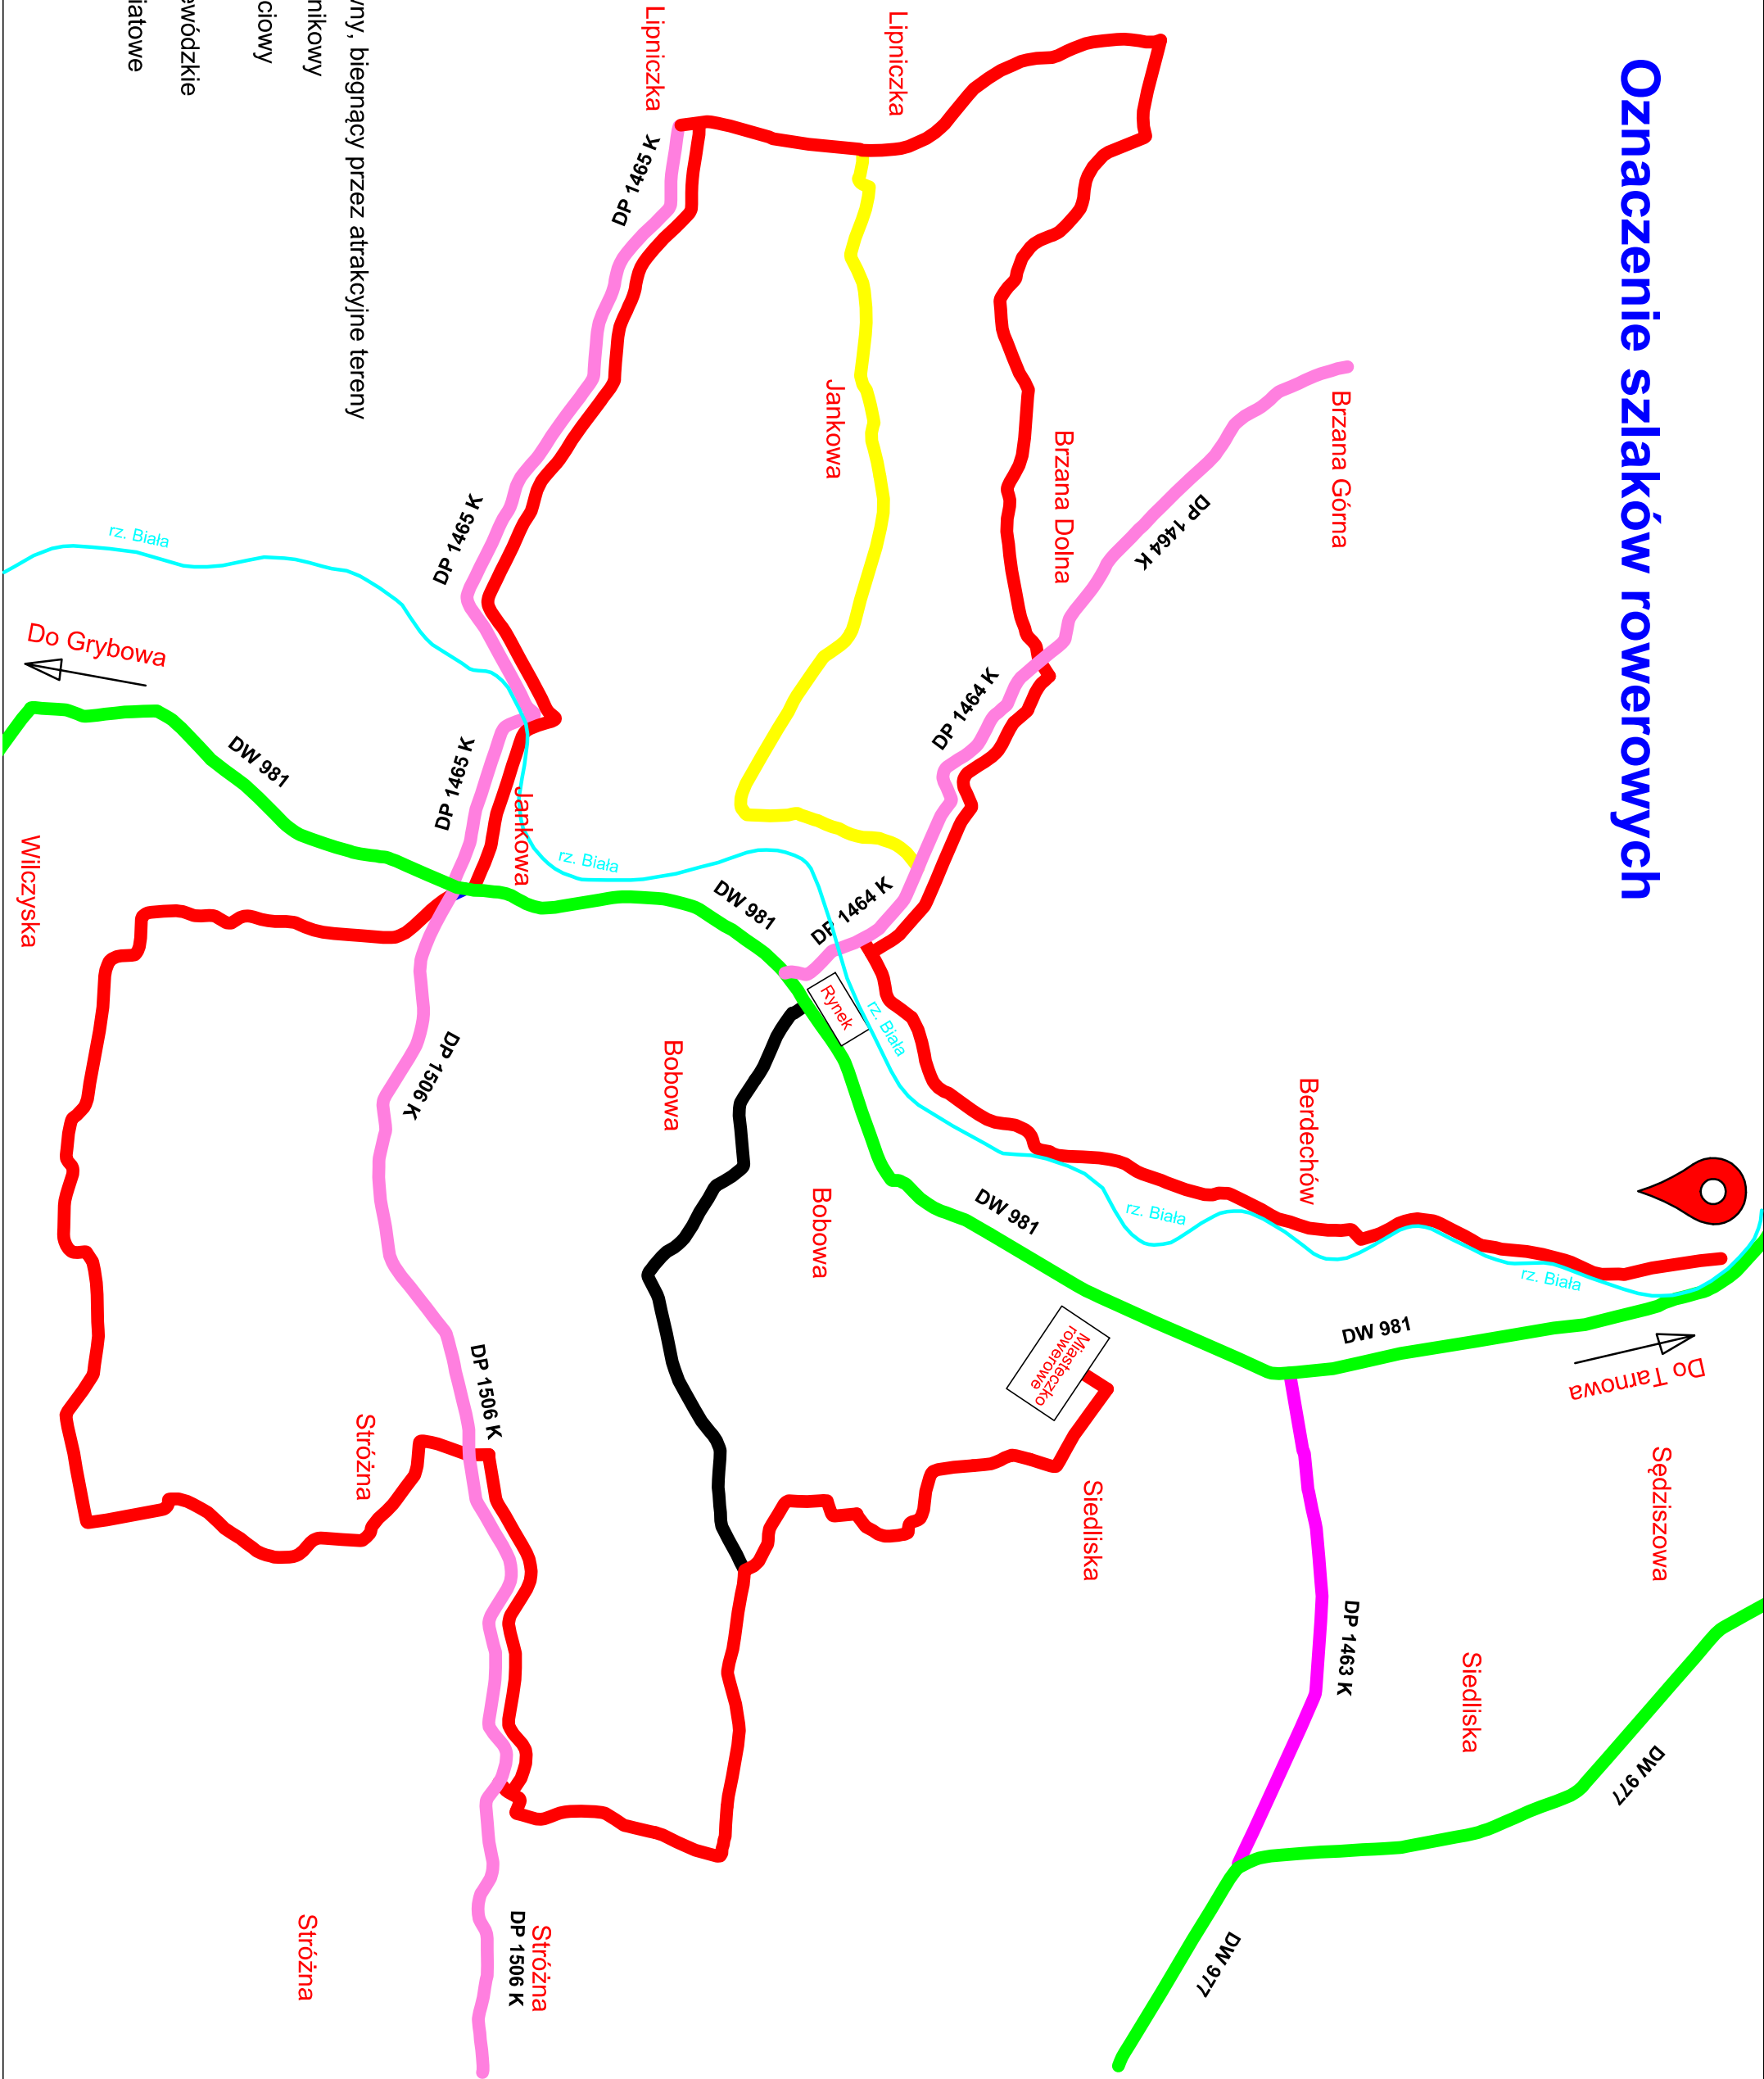 Oznaczenie szlaków rowerowych
Brzana Górna
DP 1464 K
Brzana Dolna
DP 1464 K
DP 1464 K
Lipniczka
Lipniczka
Jankowa
DP 1465 K
DP 1465 K
DP 1465 K
Jankowa
rz. Biała
rz. Biała
rz. Biała
rz. Biała
rz. Biała
Do Grybowa
DW 981
DW 981
DW 981
DW 981
Do Tarnowa
Wilczyska
Rynek
Berdechów
Bobowa
Bobowa
Miasteczko
rowerowe
Sędziszowa
Siedliska
Siedliska
DP 1463 K
DW 977
DW 977
DP 1506 K
DP 1506 K
DP 1506 K
Stróżna
Stróżna
Stróżna
wny, biegnący przez atrakcyjne tereny
nikowy
ciowy
ewódzkie
iatowe